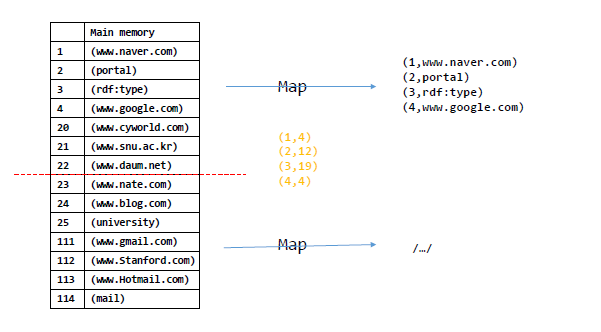 Main memory
1 (www.naver.com)
2 (portal)
3 (rdf:type)
4 (www.google.com)
20 (www.cyworld.com)
21 (www.snu.ac.kr)
22 (www.daum.net)
23 (www.nate.com)
24 (www.blog.com)
25 (university)
111 (www.gmail.com)
112 (www.Stanford.com)
113 (www.Hotmail.com)
114 (mail)
Map
(1,4)
(2,12)
(3,19)
(4,4)
Map
(1,www.naver.com)
(2,portal)
(3,rdf:type)
(4,www.google.com)
/…/